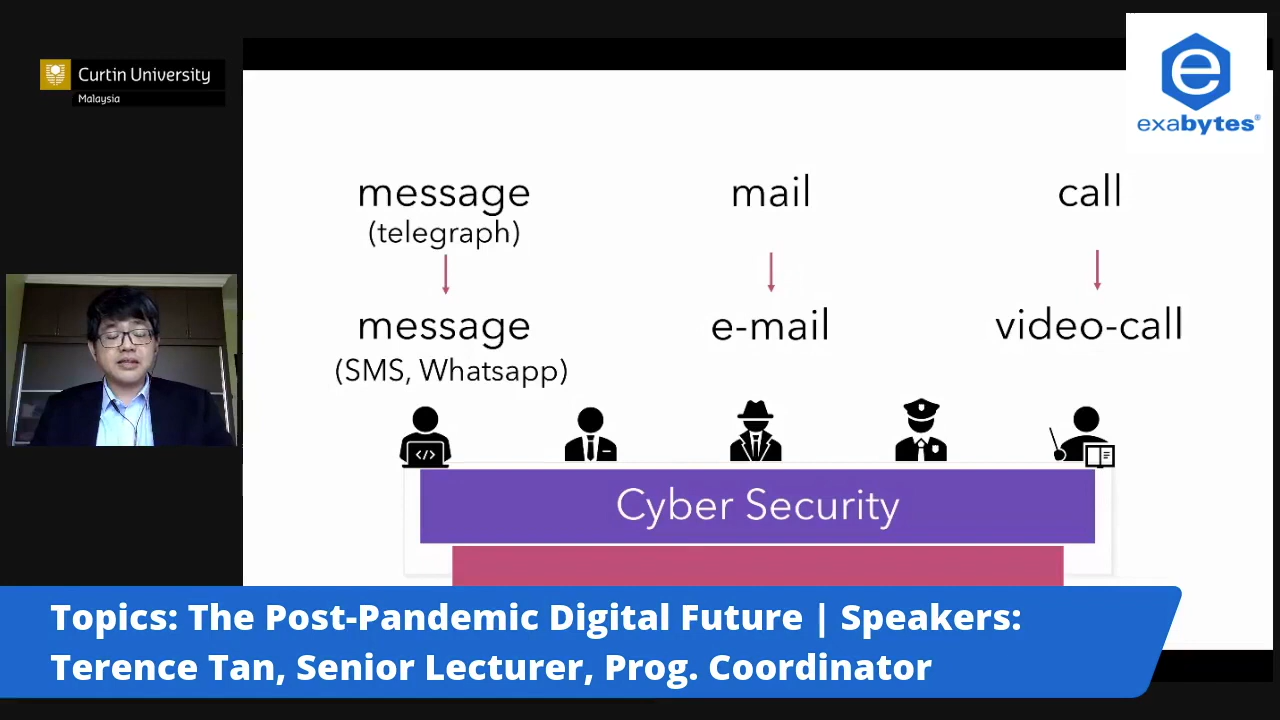 Curtin University
Malaysia
e
exabytes®
message
(telegraph)
mail
call
message
(SMS, Whatsapp)
e-mail
video-call
</>
Cyber Security
Topics: The Post-Pandemic Digital Future | Speakers:
Terence Tan, Senior Lecturer, Prog. Coordinator